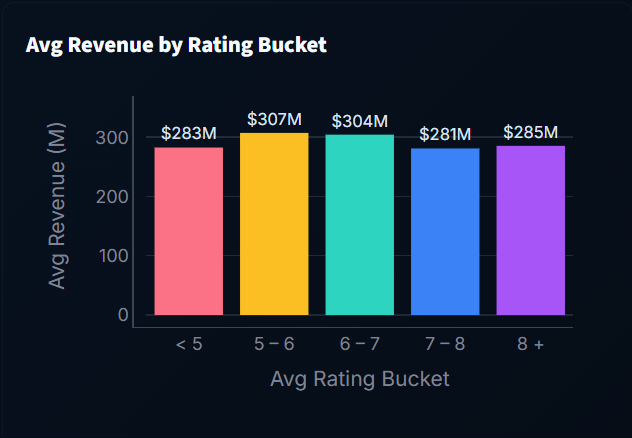 Avg Revenue by Rating Bucket
$283M
$307M
$304M
$281M
$285M
Avg Revenue (M)
300
200
100
0
< 5
5 – 6
6 – 7
7 – 8
8 +
Avg Rating Bucket